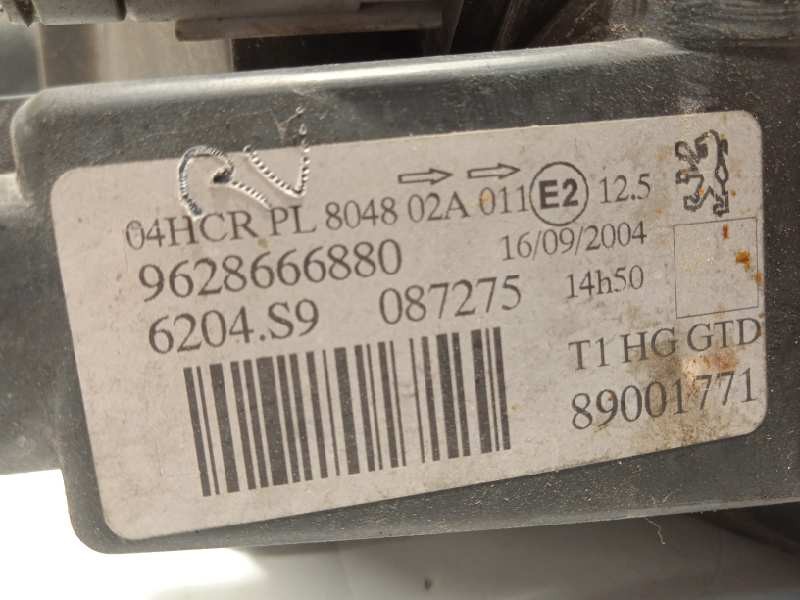 RV
04HCR PL 8048 02A 011 E2 12.5
9628666880 16/09/2004
6204.S9 087275 14h50
T1 HG GTD
89001771